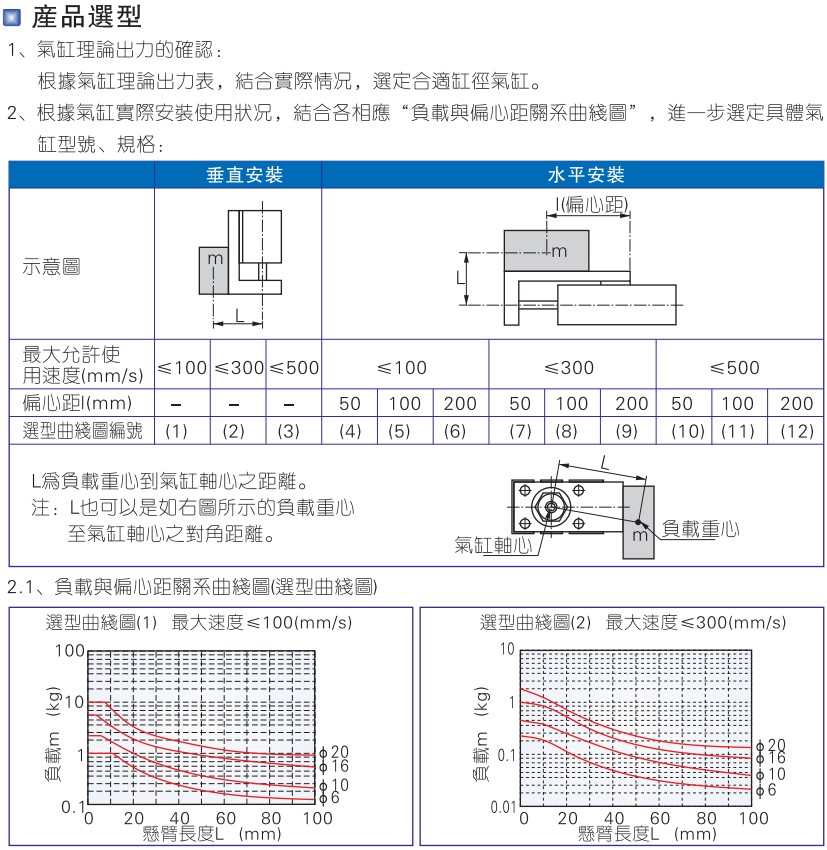 産品選型
1、氣缸理論出力的確認：
根據氣缸理論出力表，結合實際情况，選定合適缸徑氣缸。
2、根據氣缸實際安裝使用狀况，結合各相應“負載與偏心距關系曲綫圖”，進一步選定具體氣
缸型號、規格：
垂直安裝 水平安裝
示意圖
m
L
l(偏心距)
m
L
最大允許使
用速度(mm/s) ≤100 ≤300 ≤500 ≤100 ≤300 ≤500
偏心距l(mm) – – – 50 100 200 50 100 200 50 100 200
選型曲綫圖編號 (1) (2) (3) (4) (5) (6) (7) (8) (9) (10) (11) (12)
L爲負載重心到氣缸軸心之距離。
注：L也可以是如右圖所示的負載重心
至氣缸軸心之對角距離。
L
m
負載重心
氣缸軸心
2.1、負載與偏心距關系曲綫圖(選型曲綫圖)
選型曲綫圖(1) 最大速度≤100(mm/s)
負載m (kg)
100
10
1
0.1
ϕ20
ϕ16
ϕ10
ϕ6
0 20 40 60 80 100
懸臂長度L (mm)
選型曲綫圖(2) 最大速度≤300(mm/s)
負載m (kg)
10
1
0.1
0.01
ϕ20
ϕ16
ϕ10
ϕ6
0 20 40 60 80 100
懸臂長度L (mm)